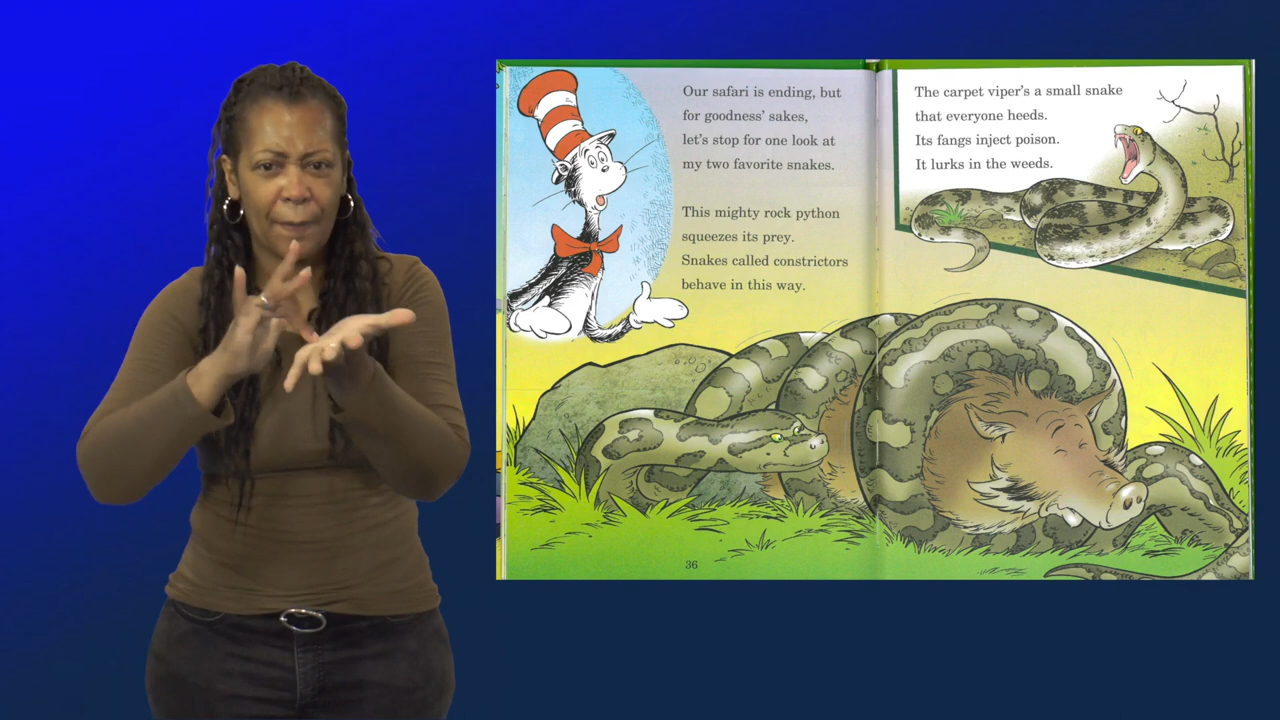 Our safari is ending, but
for goodness' sakes,
let's stop for one look at
my two favorite snakes.
This mighty rock python
squeezes its prey.
Snakes called constrictors
behave in this way.
36
The carpet viper's a small snake
that everyone heeds.
Its fangs inject poison.
It lurks in the weeds.